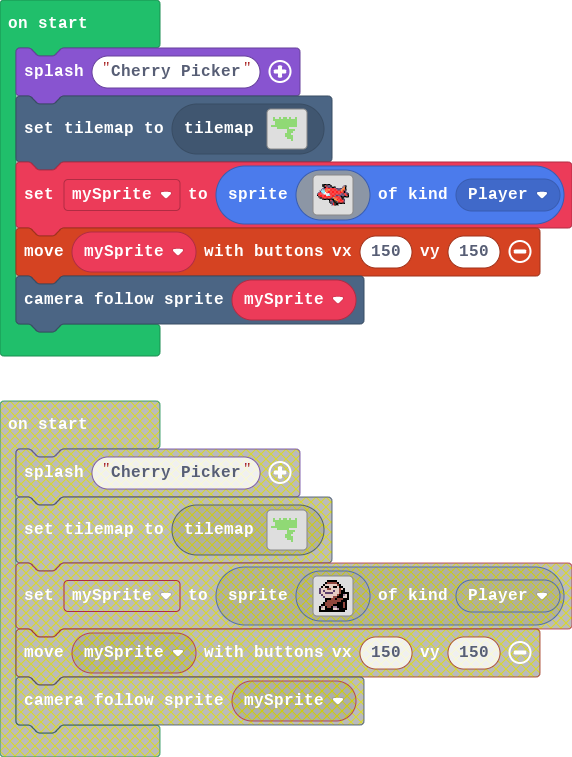 on start
splash "Cherry Picker"
set tilemap to tilemap
set mySprite to sprite of kind Player
move mySprite with buttons vx 150 vy 150
camera follow sprite mySprite
on start
splash "Cherry Picker"
set tilemap to tilemap
set mySprite to sprite of kind Player
move mySprite with buttons vx 150 vy 150
camera follow sprite mySprite